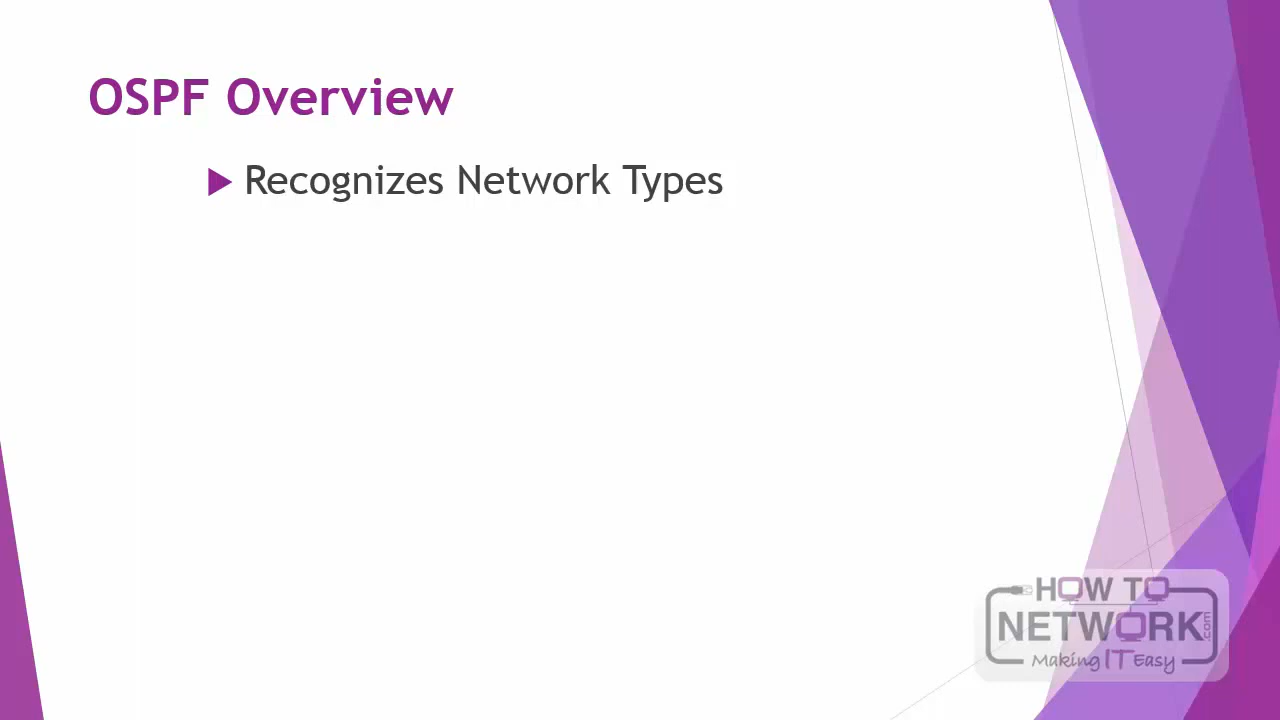 OSPF Overview
Recognizes Network Types
HOW TO
NETWORK.com
Making IT Easy